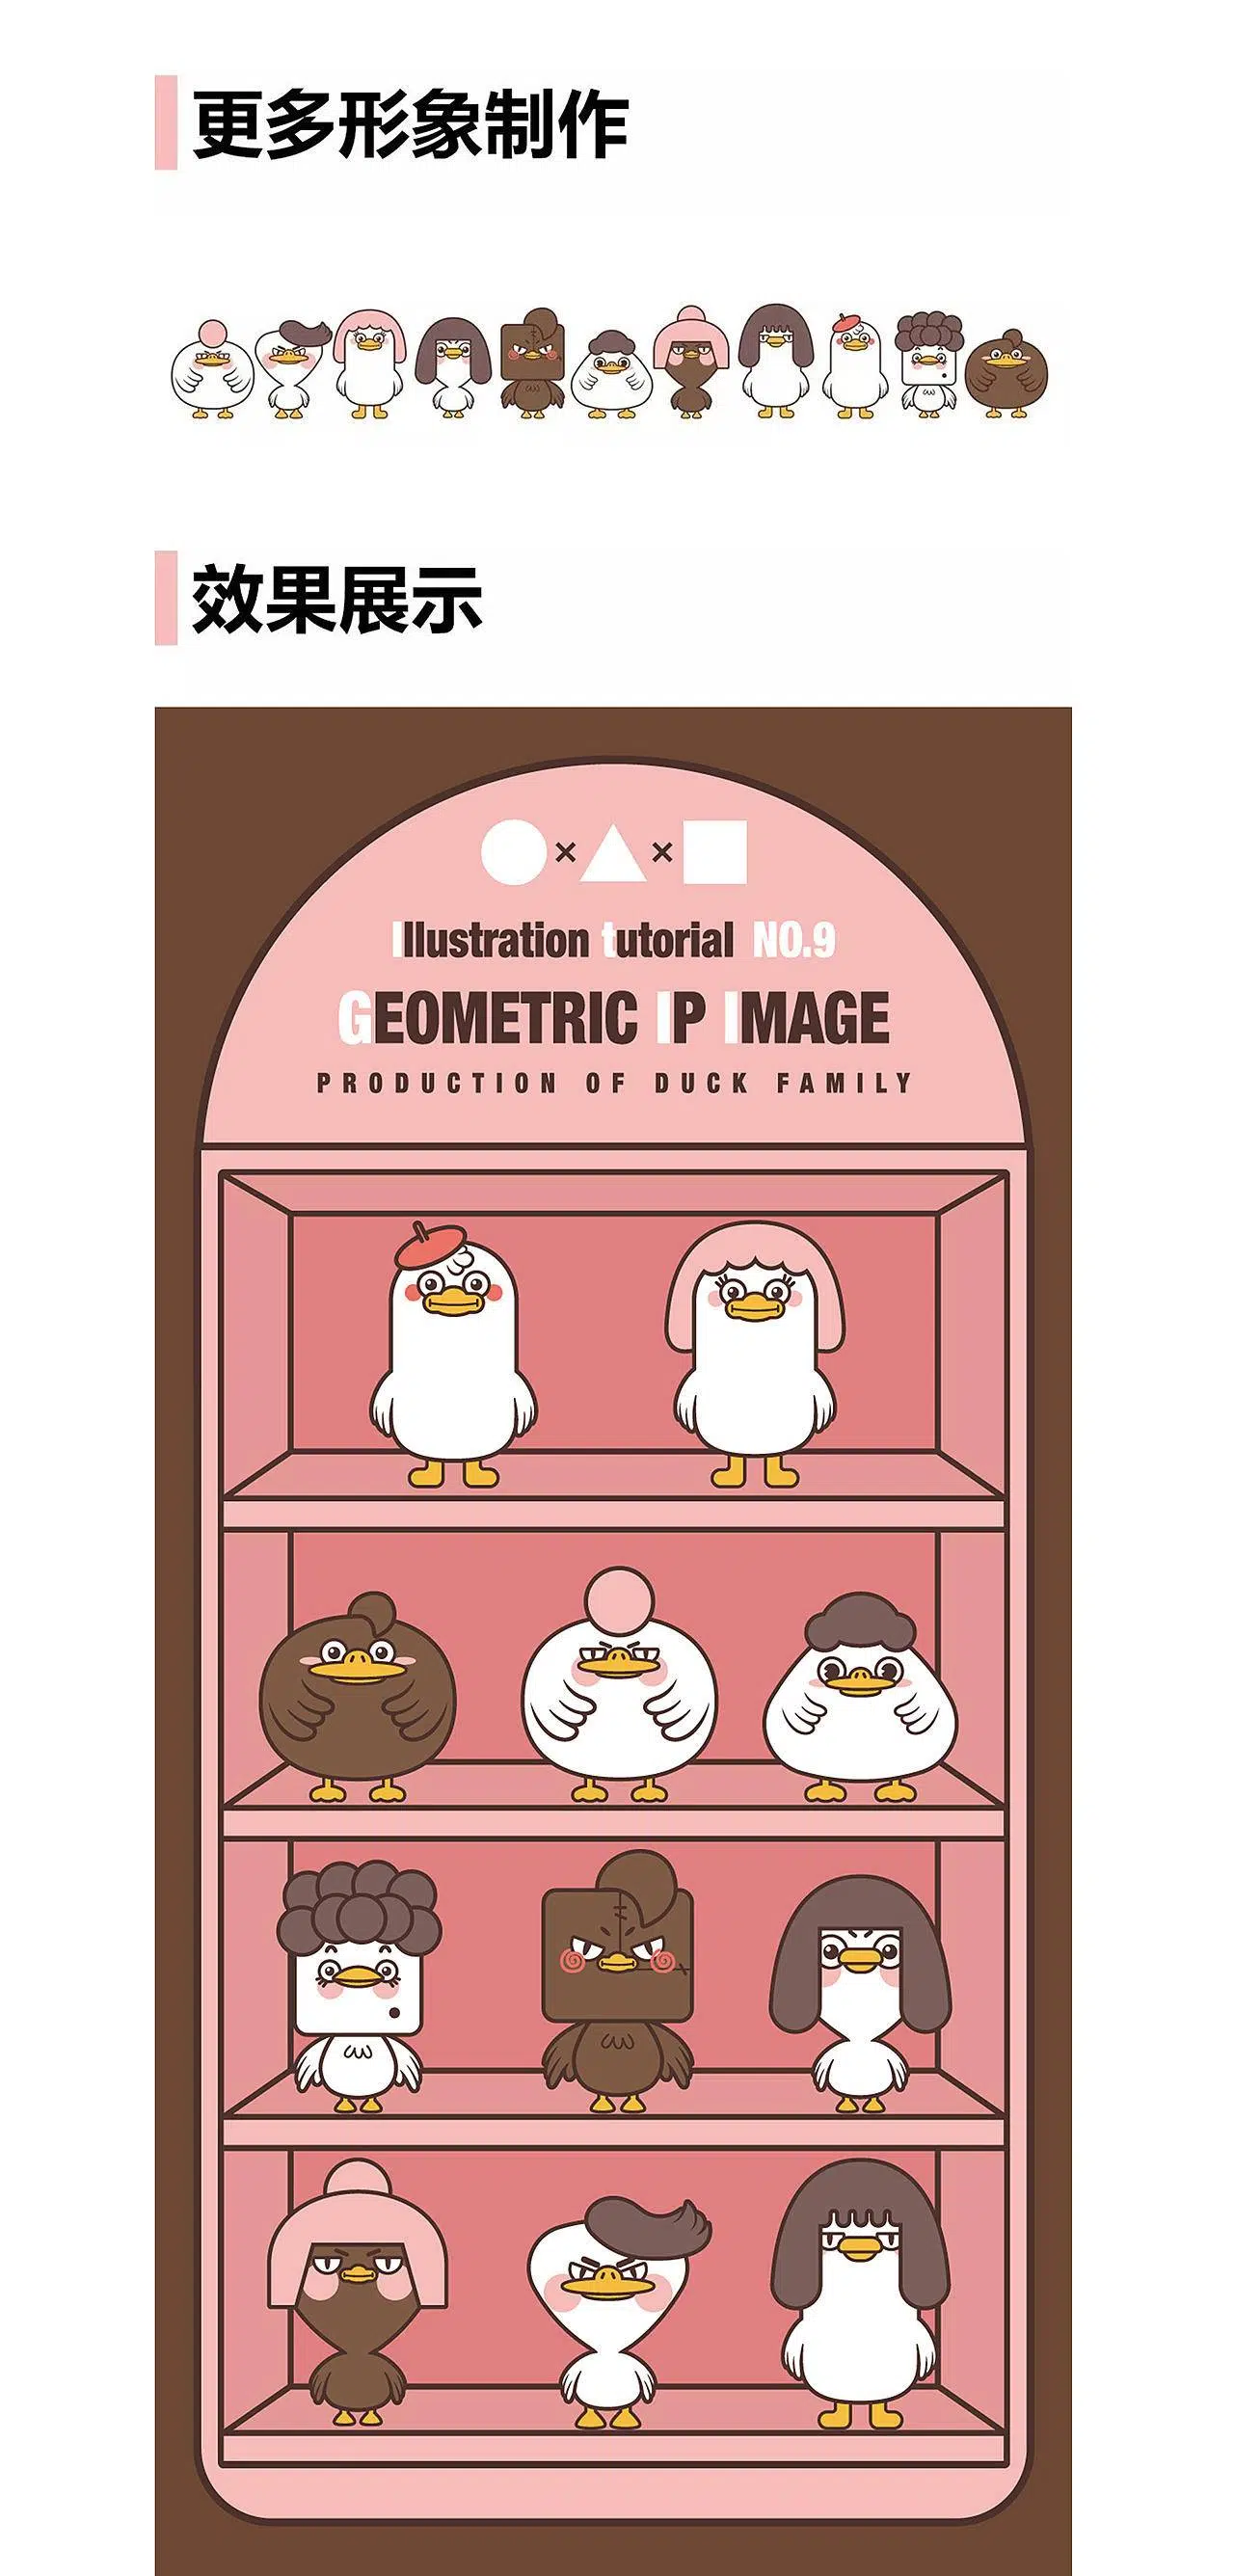 更多形象制作
效果展示
Illustration tutorial NO.9
GEOMETRIC IP IMAGE
PRODUCTION OF DUCK FAMILY